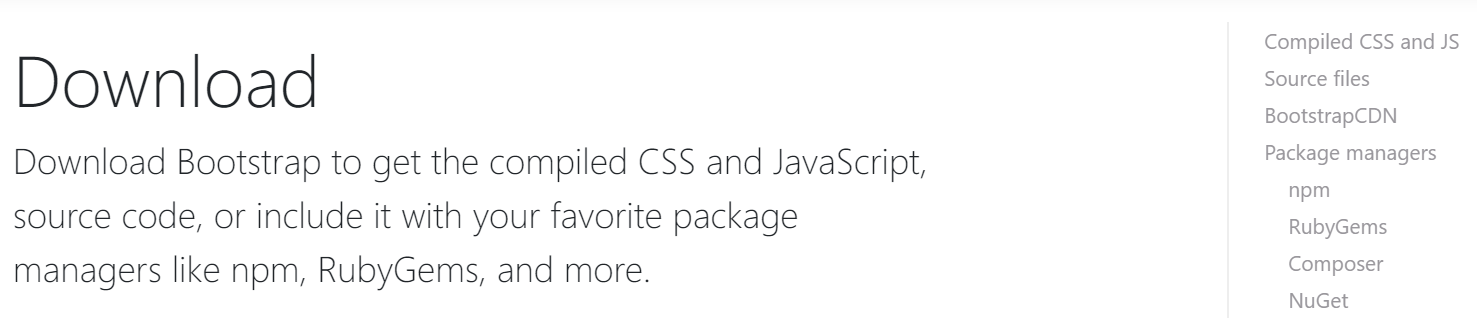 Download
Download Bootstrap to get the compiled CSS and JavaScript,
source code, or include it with your favorite package
managers like npm, RubyGems, and more.
Compiled CSS and JS
Source files
BootstrapCDN
Package managers
npm
RubyGems
Composer
NuGet